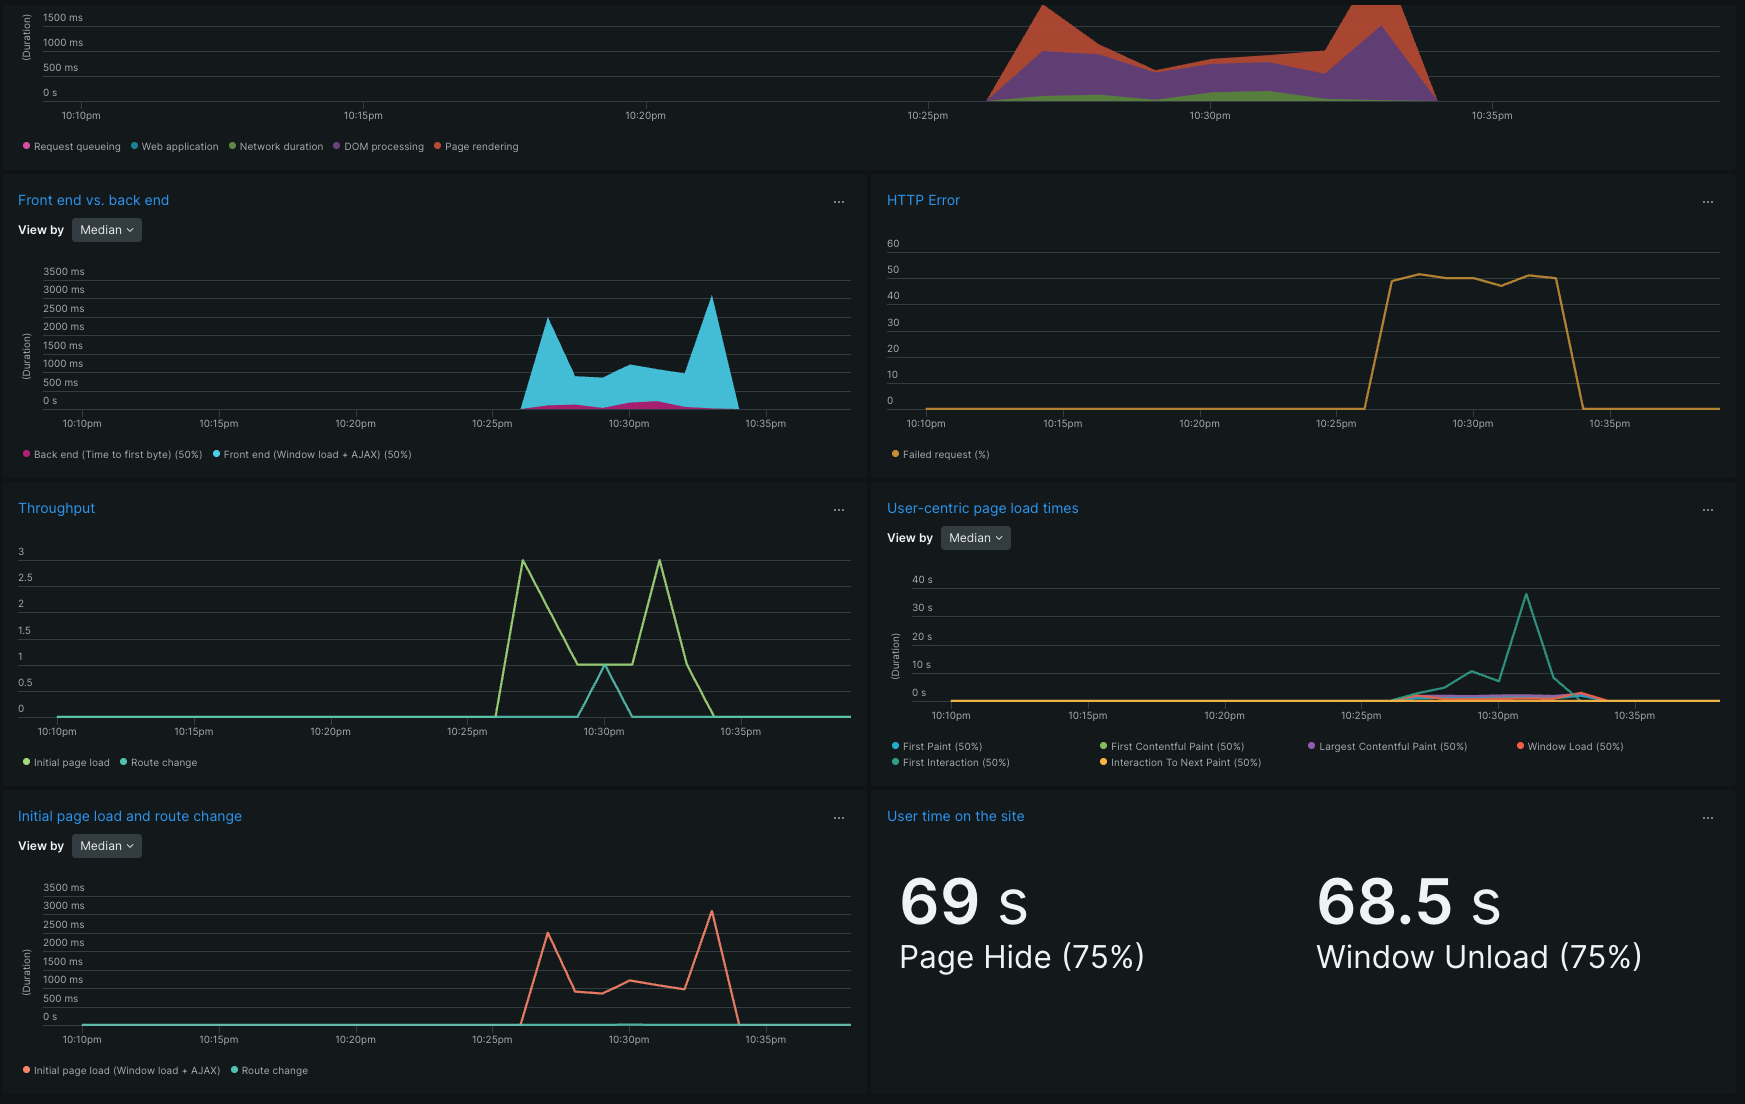 (Duration)
1500 ms
1000 ms
500 ms
0 s
10:10pm 10:15pm 10:20pm 10:25pm 10:30pm 10:35pm
Request queueing Web application Network duration DOM processing Page rendering
Front end vs. back end
...
View by Median
(Duration)
3500 ms
3000 ms
2500 ms
2000 ms
1500 ms
1000 ms
500 ms
0 s
10:10pm 10:15pm 10:20pm 10:25pm 10:30pm 10:35pm
Back end (Time to first byte) (50%) Front end (Window load + AJAX) (50%)
HTTP Error
...
60
50
40
30
20
10
0
10:10pm 10:15pm 10:20pm 10:25pm 10:30pm 10:35pm
Failed request (%)
Throughput
...
3
2.5
2
1.5
1
0.5
0
10:10pm 10:15pm 10:20pm 10:25pm 10:30pm 10:35pm
Initial page load Route change
User-centric page load times
...
View by Median
(Duration)
40 s
30 s
20 s
10 s
0 s
10:10pm 10:15pm 10:20pm 10:25pm 10:30pm 10:35pm
First Paint (50%) First Contentful Paint (50%) Largest Contentful Paint (50%) Window Load (50%)
First Interaction (50%) Interaction To Next Paint (50%)
Initial page load and route change
...
View by Median
(Duration)
3500 ms
3000 ms
2500 ms
2000 ms
1500 ms
1000 ms
500 ms
0 s
10:10pm 10:15pm 10:20pm 10:25pm 10:30pm 10:35pm
Initial page load (Window load + AJAX) Route change
User time on the site
...
69 s
Page Hide (75%)
68.5 s
Window Unload (75%)